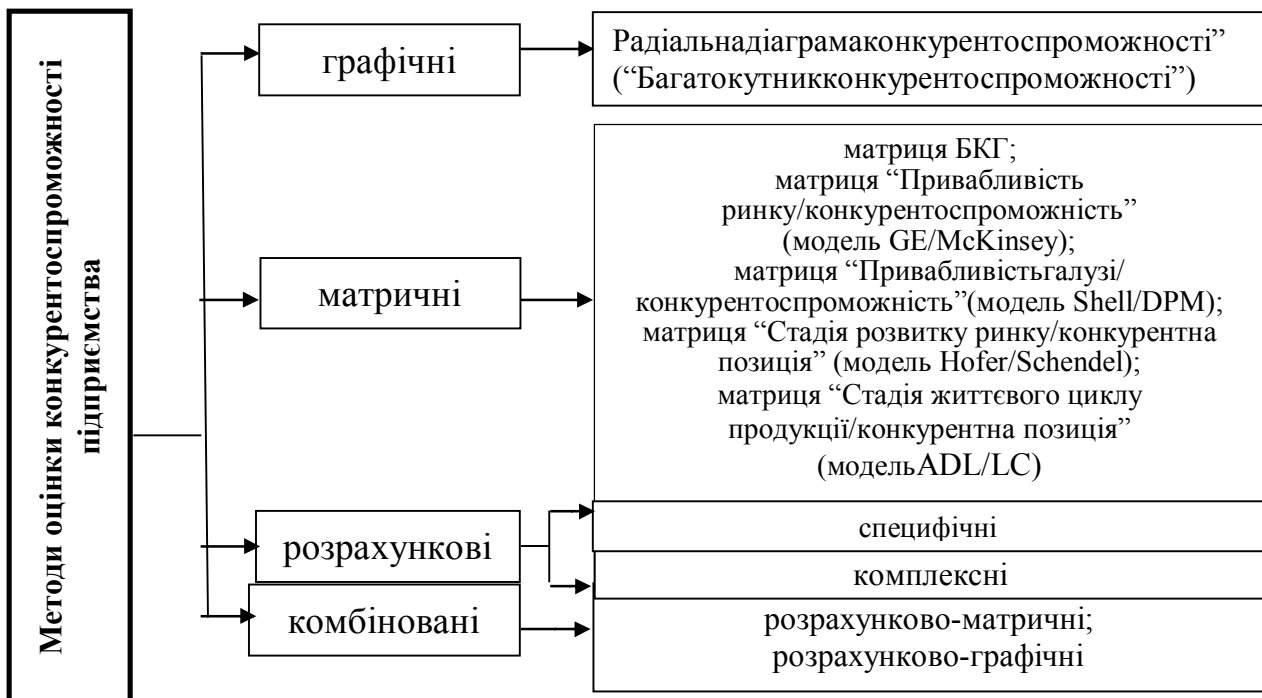 Методи оцінки конкурентоспроможності
підприємства
графічні
Радіальнадіаграмаконкурентоспроможності”
(“Багатокутникконкурентоспроможності”)
матричні
матриця БКГ;
матриця “Привабливість
ринку/конкурентоспроможність”
(модель GE/McKinsey);
матриця “Привабливістьгалузі/
конкурентоспроможність”(модель Shell/DPM);
матриця “Стадія розвитку ринку/конкурентна
позиція” (модель Hofer/Schendel);
матриця “Стадія життєвого циклу
продукції/конкурентна позиція”
(модельADL/LC)
розрахункові
специфічні
комплексні
комбіновані
розрахунково-матричні;
розрахунково-графічні